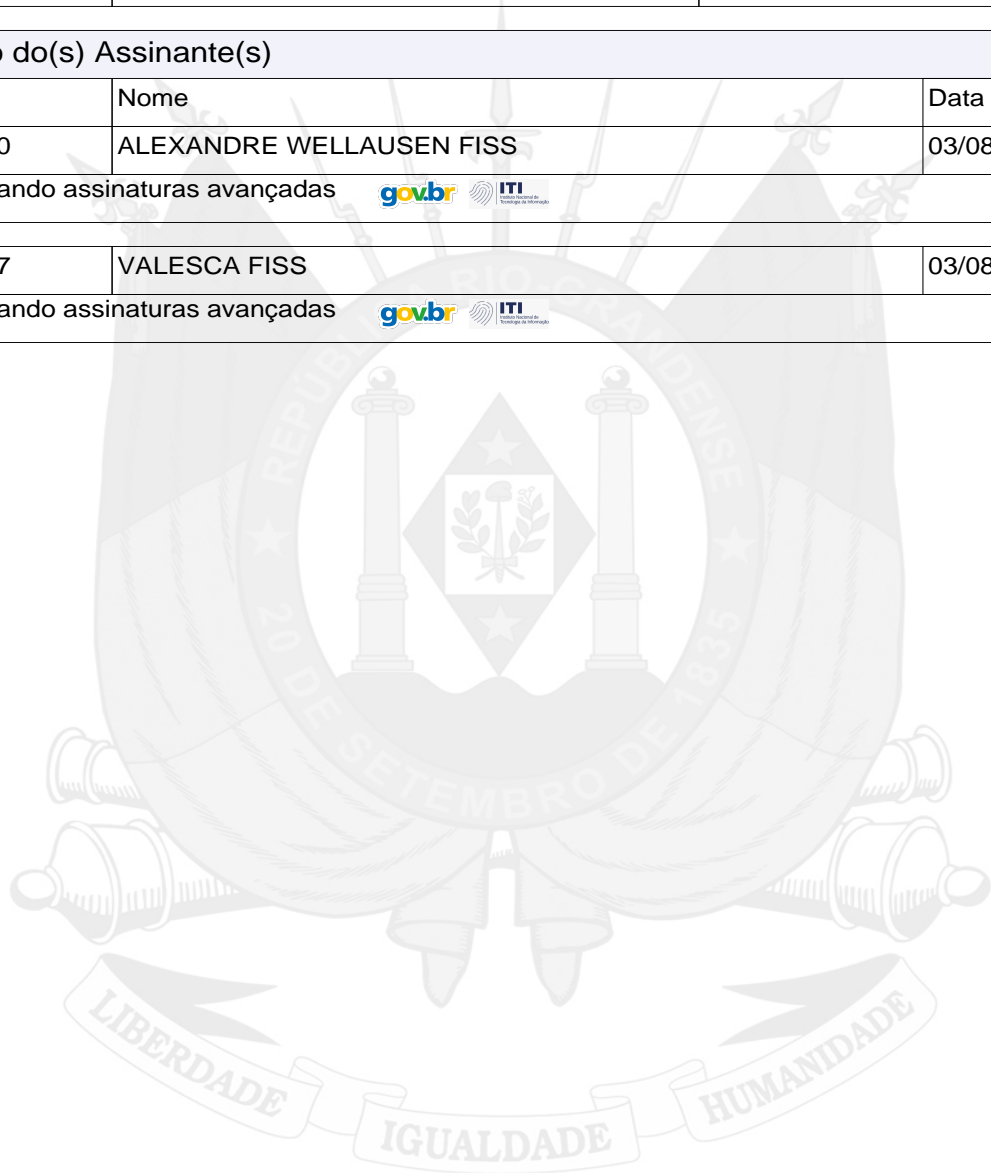 o do(s) Assinante(s)
Nome Data
0 ALEXANDRE WELLAUSEN FISS 03/08
ando assinaturas avançadas gov.br ITI
7 VALESCA FISS 03/08
ando assinaturas avançadas gov.br ITI
REPÚBLICA RIO-GRANDENSE
20 DE SETEMBRO DE 1835
LIBERDADE IGUALDADE HUMANIDADE